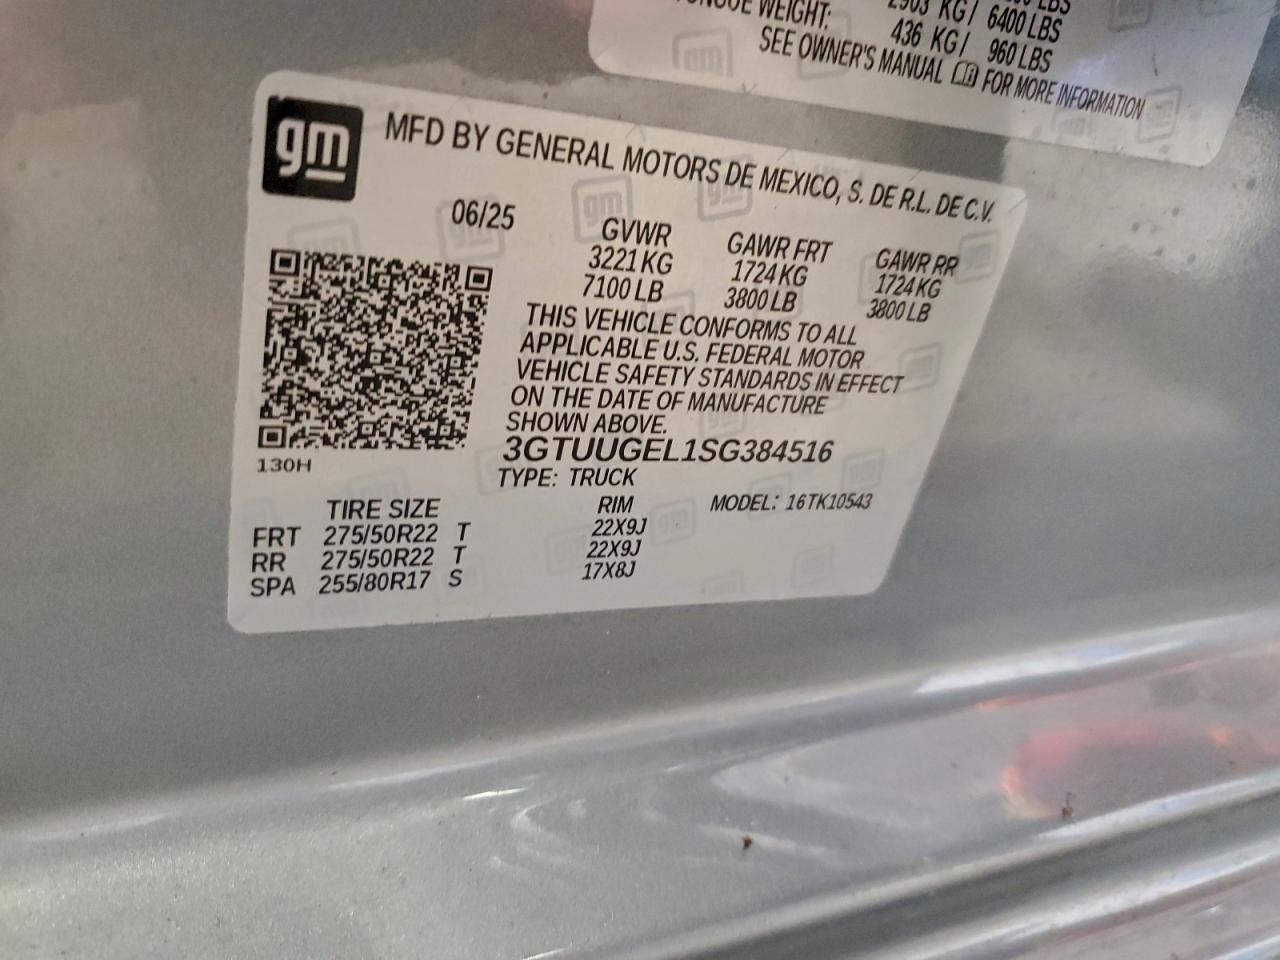 2903 KG / 6400 LBS
WEIGHT: 436 KG / 960 LBS
SEE OWNER'S MANUAL FOR MORE INFORMATION
gm
MFD BY GENERAL MOTORS DE MEXICO, S. DE R.L. DE C.V.
06/25
GVWR GAWR FRT GAWR RR
3221 KG 1724 KG 1724 KG
7100 LB 3800 LB 3800 LB
THIS VEHICLE CONFORMS TO ALL
APPLICABLE U.S. FEDERAL MOTOR
VEHICLE SAFETY STANDARDS IN EFFECT
ON THE DATE OF MANUFACTURE
SHOWN ABOVE.
3GTUUGEL1SG384516
130H
TYPE: TRUCK
TIRE SIZE RIM MODEL: 16TK10543
FRT 275/50R22 T 22X9J
RR 275/50R22 T 22X9J
SPA 255/80R17 S 17X8J